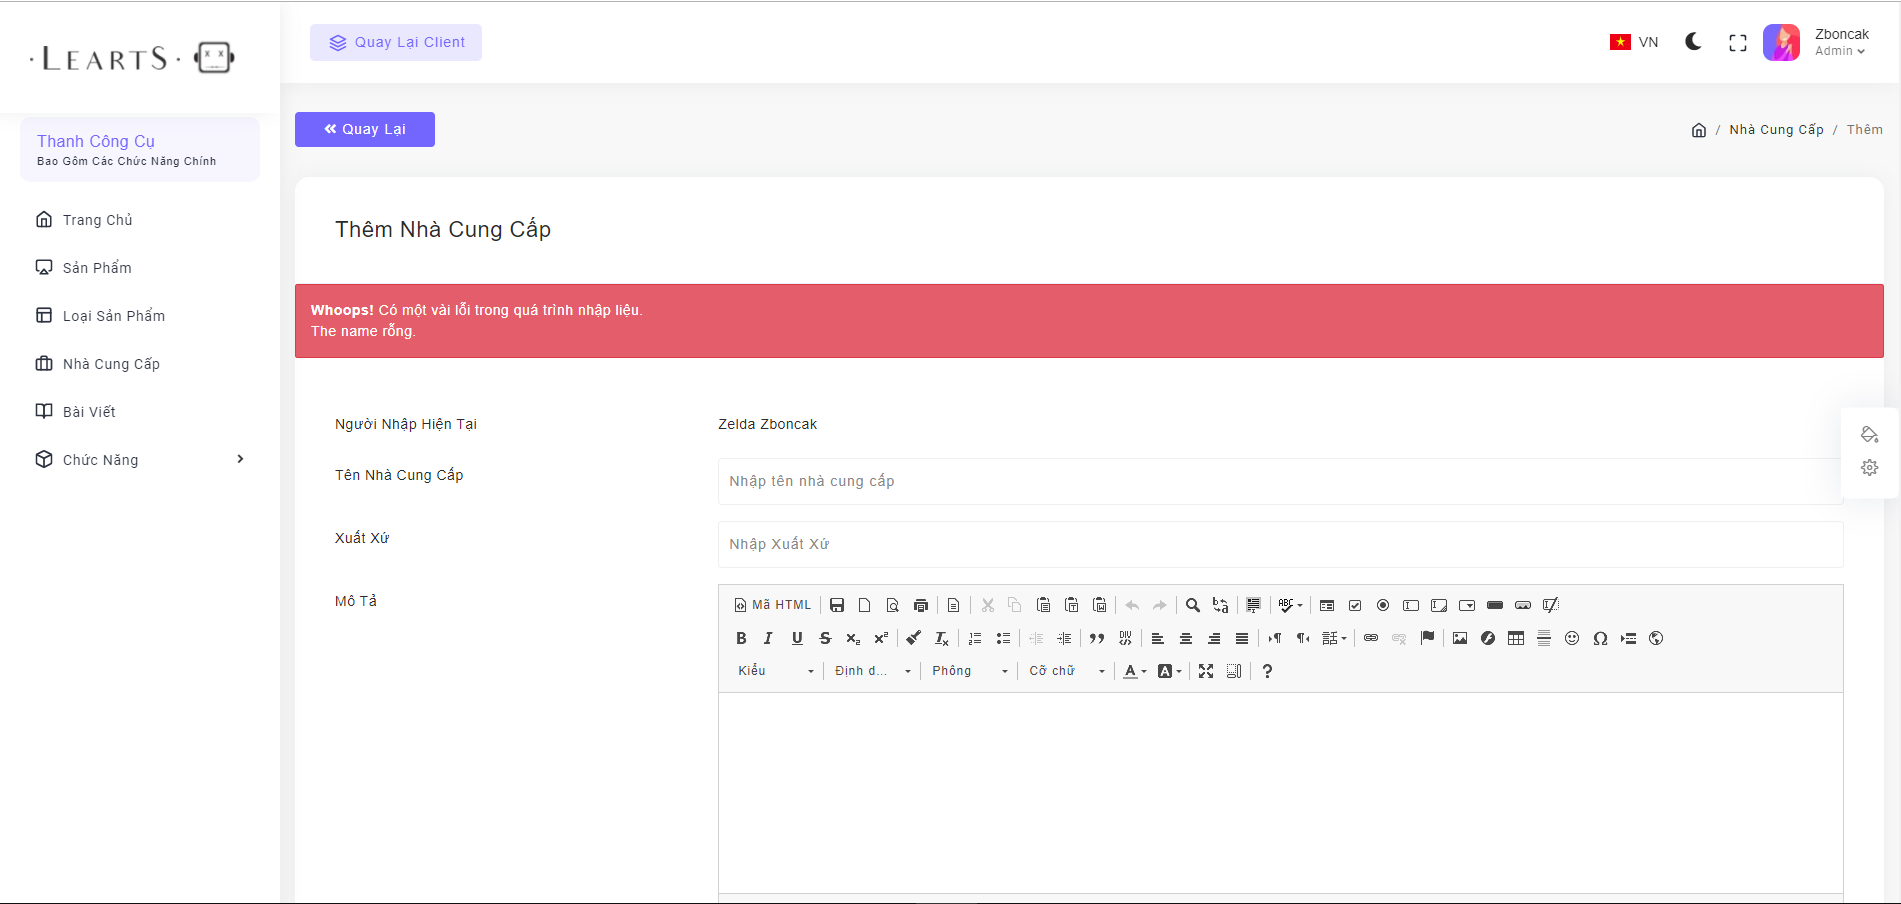 ·LEARTS·
Quay Lại Client
VN
Zboncak
Admin
Thanh Công Cụ
Bao Gồm Các Chức Năng Chính
Trang Chủ
Sản Phẩm
Loại Sản Phẩm
Nhà Cung Cấp
Bài Viết
Chức Năng
Quay Lại
/ Nhà Cung Cấp / Thêm
Thêm Nhà Cung Cấp
Whoops! Có một vài lỗi trong quá trình nhập liệu.
The name rỗng.
Người Nhập Hiện Tại
Zelda Zboncak
Tên Nhà Cung Cấp
Nhập tên nhà cung cấp
Xuất Xứ
Nhập Xuất Xứ
Mô Tả
Mã HTML
Kiểu
Định d...
Phông
Cỡ chữ